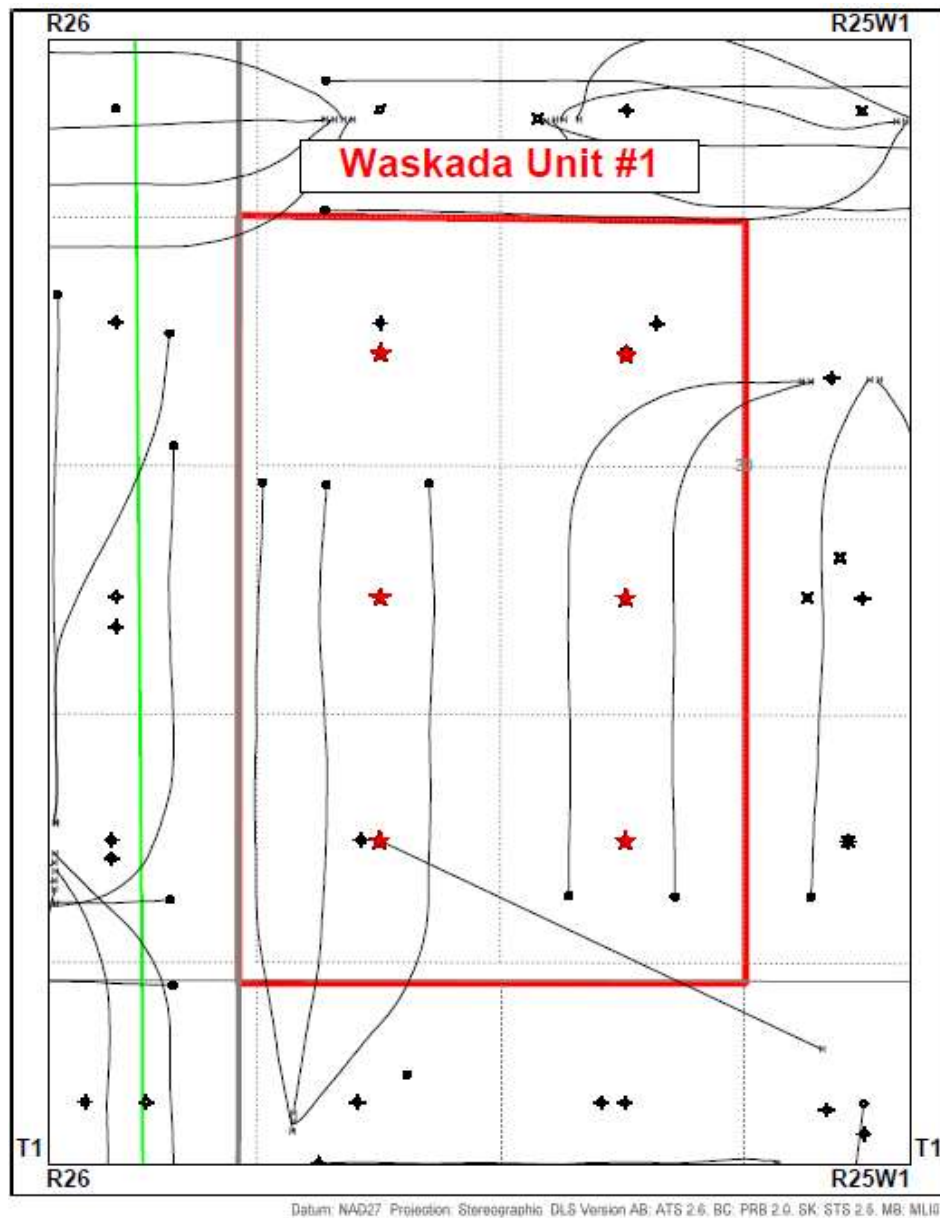 R26 R25W1
Waskada Unit #1
T1 T1
R26 R25W1
Datum: NAD27 Projection: Stereographic DLS Version AB: ATS 2.6, BC: PRB 2.0, SK: STS 2.5, MB: